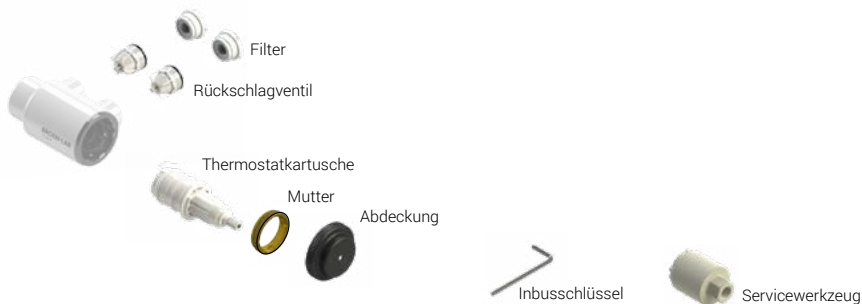 Filter
Rückschlagventil
Thermostatkartusche
Mutter
Abdeckung
Inbusschlüssel
Servicewerkzeug